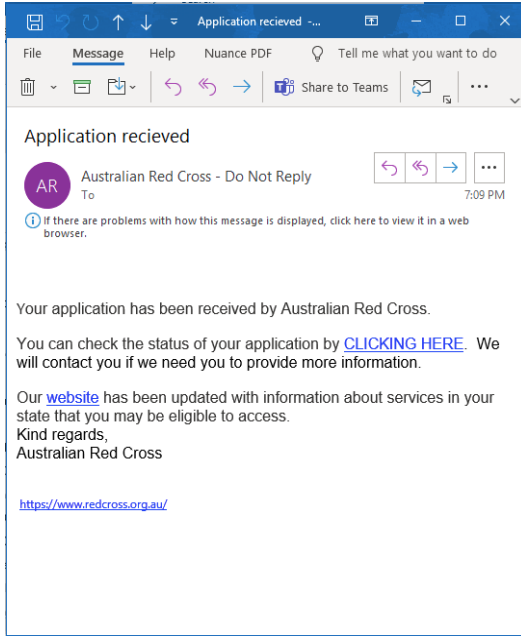 Application recieved -...
File Message Help Nuance PDF Tell me what you want to do
Share to Teams
Application recieved
AR
Australian Red Cross - Do Not Reply
To
7:09 PM
If there are problems with how this message is displayed, click here to view it in a web
browser.
Your application has been received by Australian Red Cross.
You can check the status of your application by CLICKING HERE. We
will contact you if we need you to provide more information.
Our website has been updated with information about services in your
state that you may be eligible to access.
Kind regards,
Australian Red Cross
https://www.redcross.org.au/